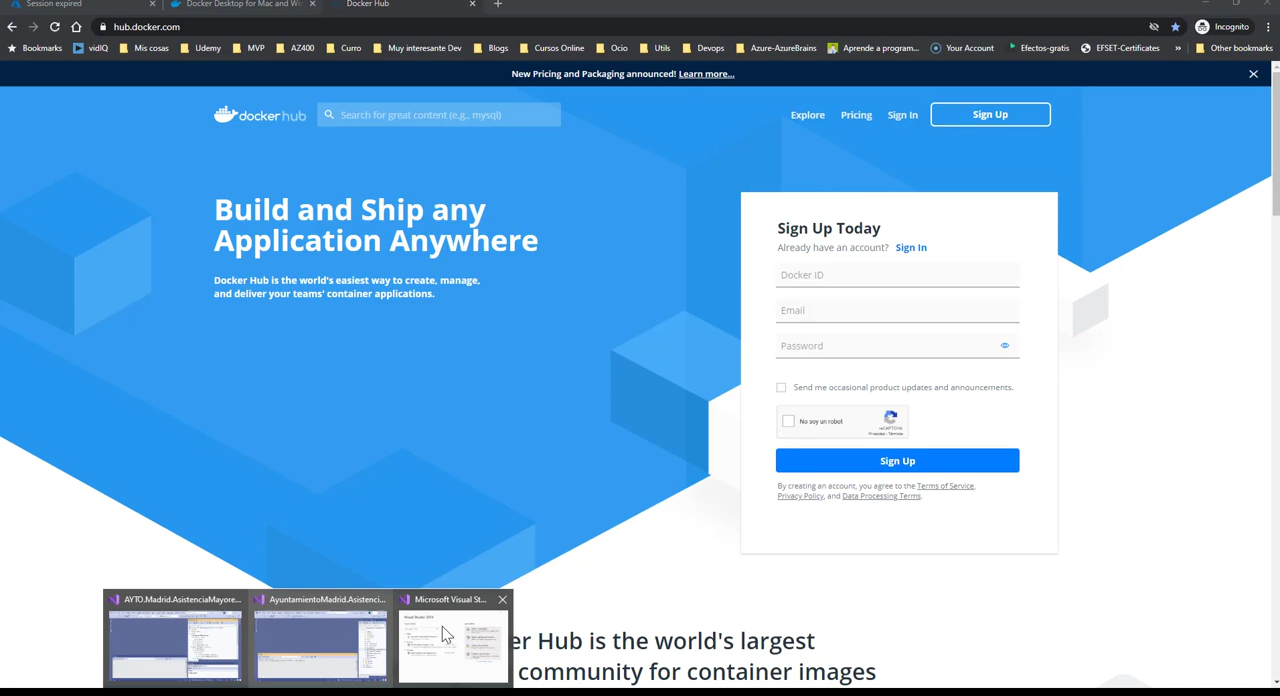 Session expired
Docker Desktop for Mac and Win
Docker Hub
hub.docker.com
Incognito
Bookmarks
vidIQ
Mis cosas
Udemy
MVP
AZ400
Curro
Muy interesante Dev
Blogs
Cursos Online
Ocio
Utils
Devops
Azure-AzureBrains
Aprende a program...
Your Account
Efectos-gratis
EFSET-Certificates
»
Other bookmarks
New Pricing and Packaging announced! Learn more...
docker hub
Search for great content (e.g., mysql)
Explore
Pricing
Sign In
Sign Up
Build and Ship any
Application Anywhere
Docker Hub is the world's easiest way to create, manage,
and deliver your teams' container applications.
Sign Up Today
Already have an account? Sign In
Docker ID
Email
Password
Send me occasional product updates and announcements.
No soy un robot
reCAPTCHA
Privacidad - Términos
Sign Up
By creating an account, you agree to the Terms of Service,
Privacy Policy, and Data Processing Terms.
AYTO.Madrid.AsistenciaMayore...
AyuntamientoMadrid.Asistenci...
Microsoft Visual St...
Visual Studio 2019
er Hub is the world's largest
community for container images